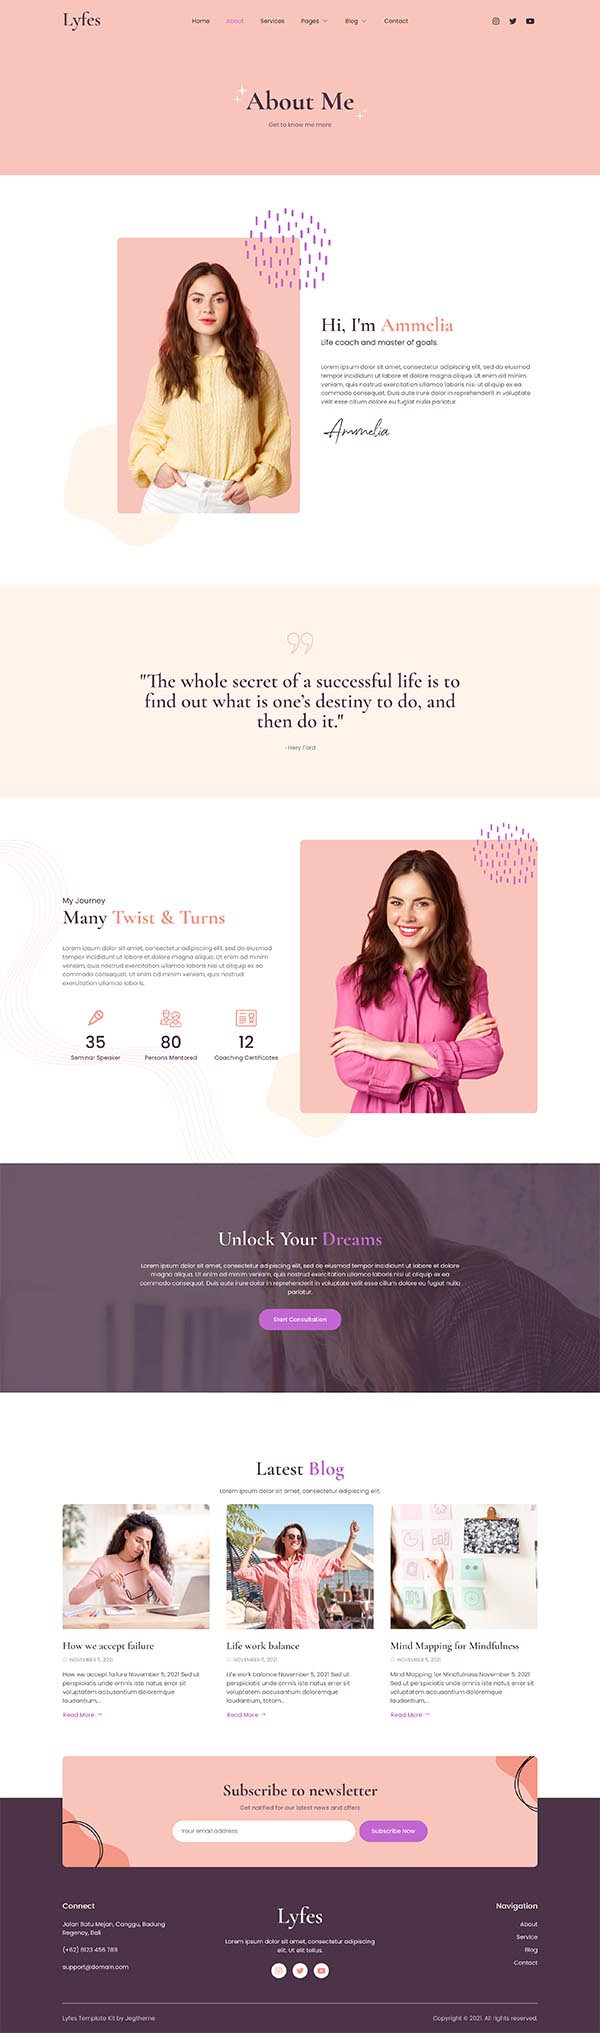 Lyfes
Home About Services Pages Blog Contact
About Me
Get to know me more
Hi, I'm Ammelia
Life coach and master of goals.
Lorem ipsum dolor sit amet, consectetur adipiscing elit, sed do eiusmod
tempor incididunt ut labore et dolore magna aliqua. Ut enim ad minim
veniam, quis nostrud exercitation ullamco laboris nisi ut aliquip ex ea
commodo consequat. Duis aute irure dolor in reprehenderit in voluptate
velit esse cillum dolore eu fugiat nulla pariatur.
Ammelia
"The whole secret of a successful life is to
find out what is one's destiny to do, and
then do it."
- Hery Ford
My Journey
Many Twist & Turns
Lorem ipsum dolor sit amet, consectetur adipiscing elit, sed do eiusmod
tempor incididunt ut labore et dolore magna aliqua. Ut enim ad minim
veniam, quis nostrud exercitation ullamco laboris nisi ut aliquip ex ea
commodo consequat. Ut enim ad minim veniam, quis nostrud
exercitation ullamco laboris.
35 80 12
Seminar Speaker Persons Mentored Coaching Certificates
Unlock Your Dreams
Lorem ipsum dolor sit amet, consectetur adipiscing elit, sed do eiusmod tempor incididunt ut labore et dolore
magna aliqua. Ut enim ad minim veniam, quis nostrud exercitation ullamco laboris nisi ut aliquip ex ea
commodo consequat. Duis aute irure dolor in reprehenderit in voluptate velit esse cillum dolore eu fugiat nulla
pariatur.
Start Consultation
Latest Blog
Lorem ipsum dolor sit amet, consectetur adipiscing elit.
How we accept failure
NOVEMBER 5, 2021
How we accept failure November 5, 2021 Sed ut
perspiciatis unde omnis iste natus error sit
voluptatem accusantium doloremque
laudantium,...
Read More
Life work balance
NOVEMBER 5, 2021
Life work balance November 5, 2021 Sed ut
perspiciatis unde omnis iste natus error sit
voluptatem accusantium doloremque
laudantium, totam...
Read More
Mind Mapping for Mindfulness
NOVEMBER 5, 2021
Mind Mapping for Mindfulness November 5, 2021
Sed ut perspiciatis unde omnis iste natus error sit
voluptatem accusantium doloremque
laudantium,...
Read More
Subscribe to newsletter
Get notified for our latest news and offers
Your email address
Subscribe Now
Connect
Jalan Batu Mejan, Canggu, Badung
Regency, Bali
(+62) 8123 456 789
support@domain.com
Lyfes
Lorem ipsum dolor sit amet, consectetur adipiscing
elit. Ut elit tellus.
Navigation
About
Service
Blog
Contact
Lyfes Template Kit by Jegtheme
Copyright © 2021. All rights reserved.